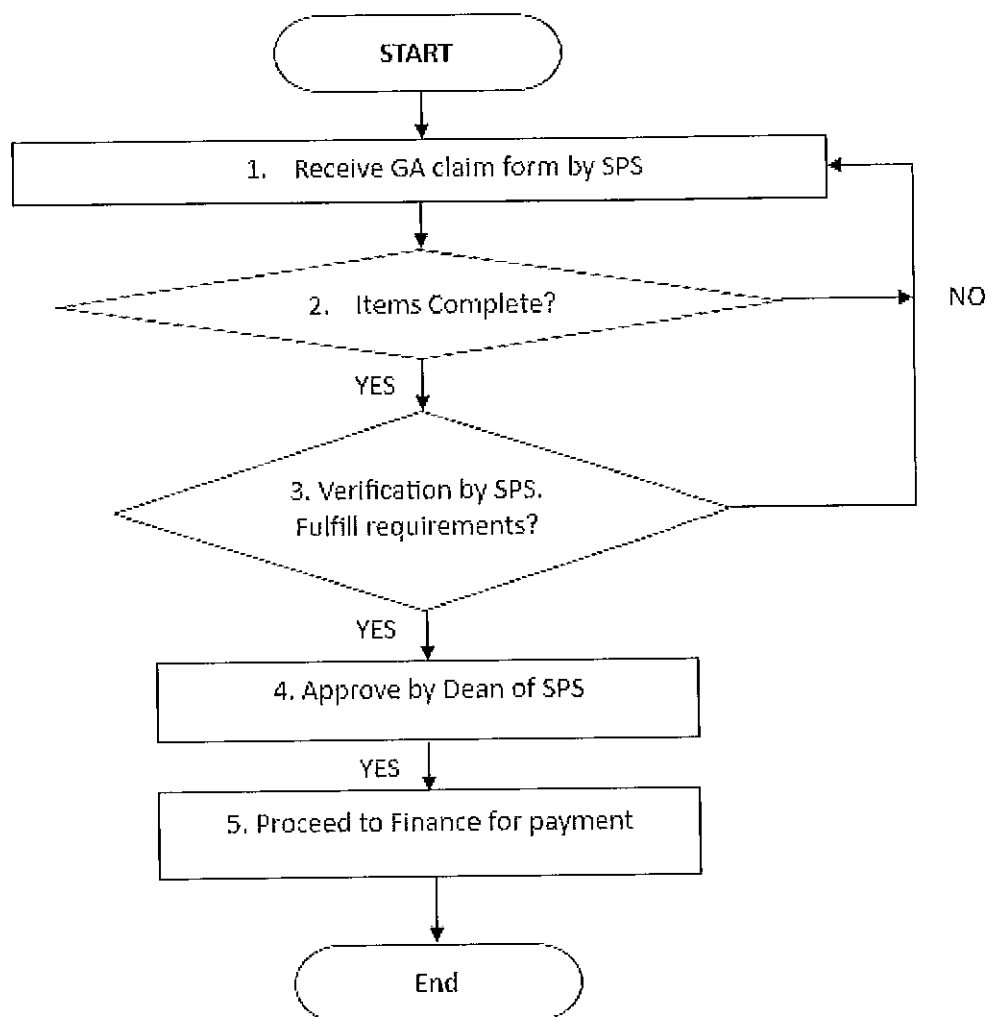 START
1. Receive GA claim form by SPS
2. Items Complete?
NO
YES
3. Verification by SPS.
Fulfill requirements?
YES
4. Approve by Dean of SPS
YES
5. Proceed to Finance for payment
End